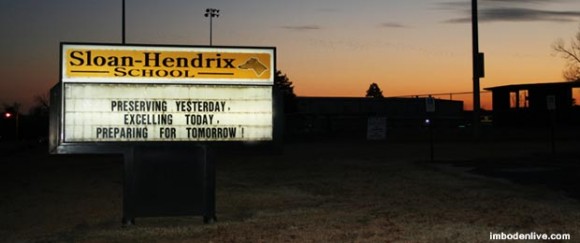 Sloan-Hendrix
SCHOOL
PRESERVING YESTERDAY,
EXCELLING TODAY,
PREPARING FOR TOMORROW!
imbodenlive.com